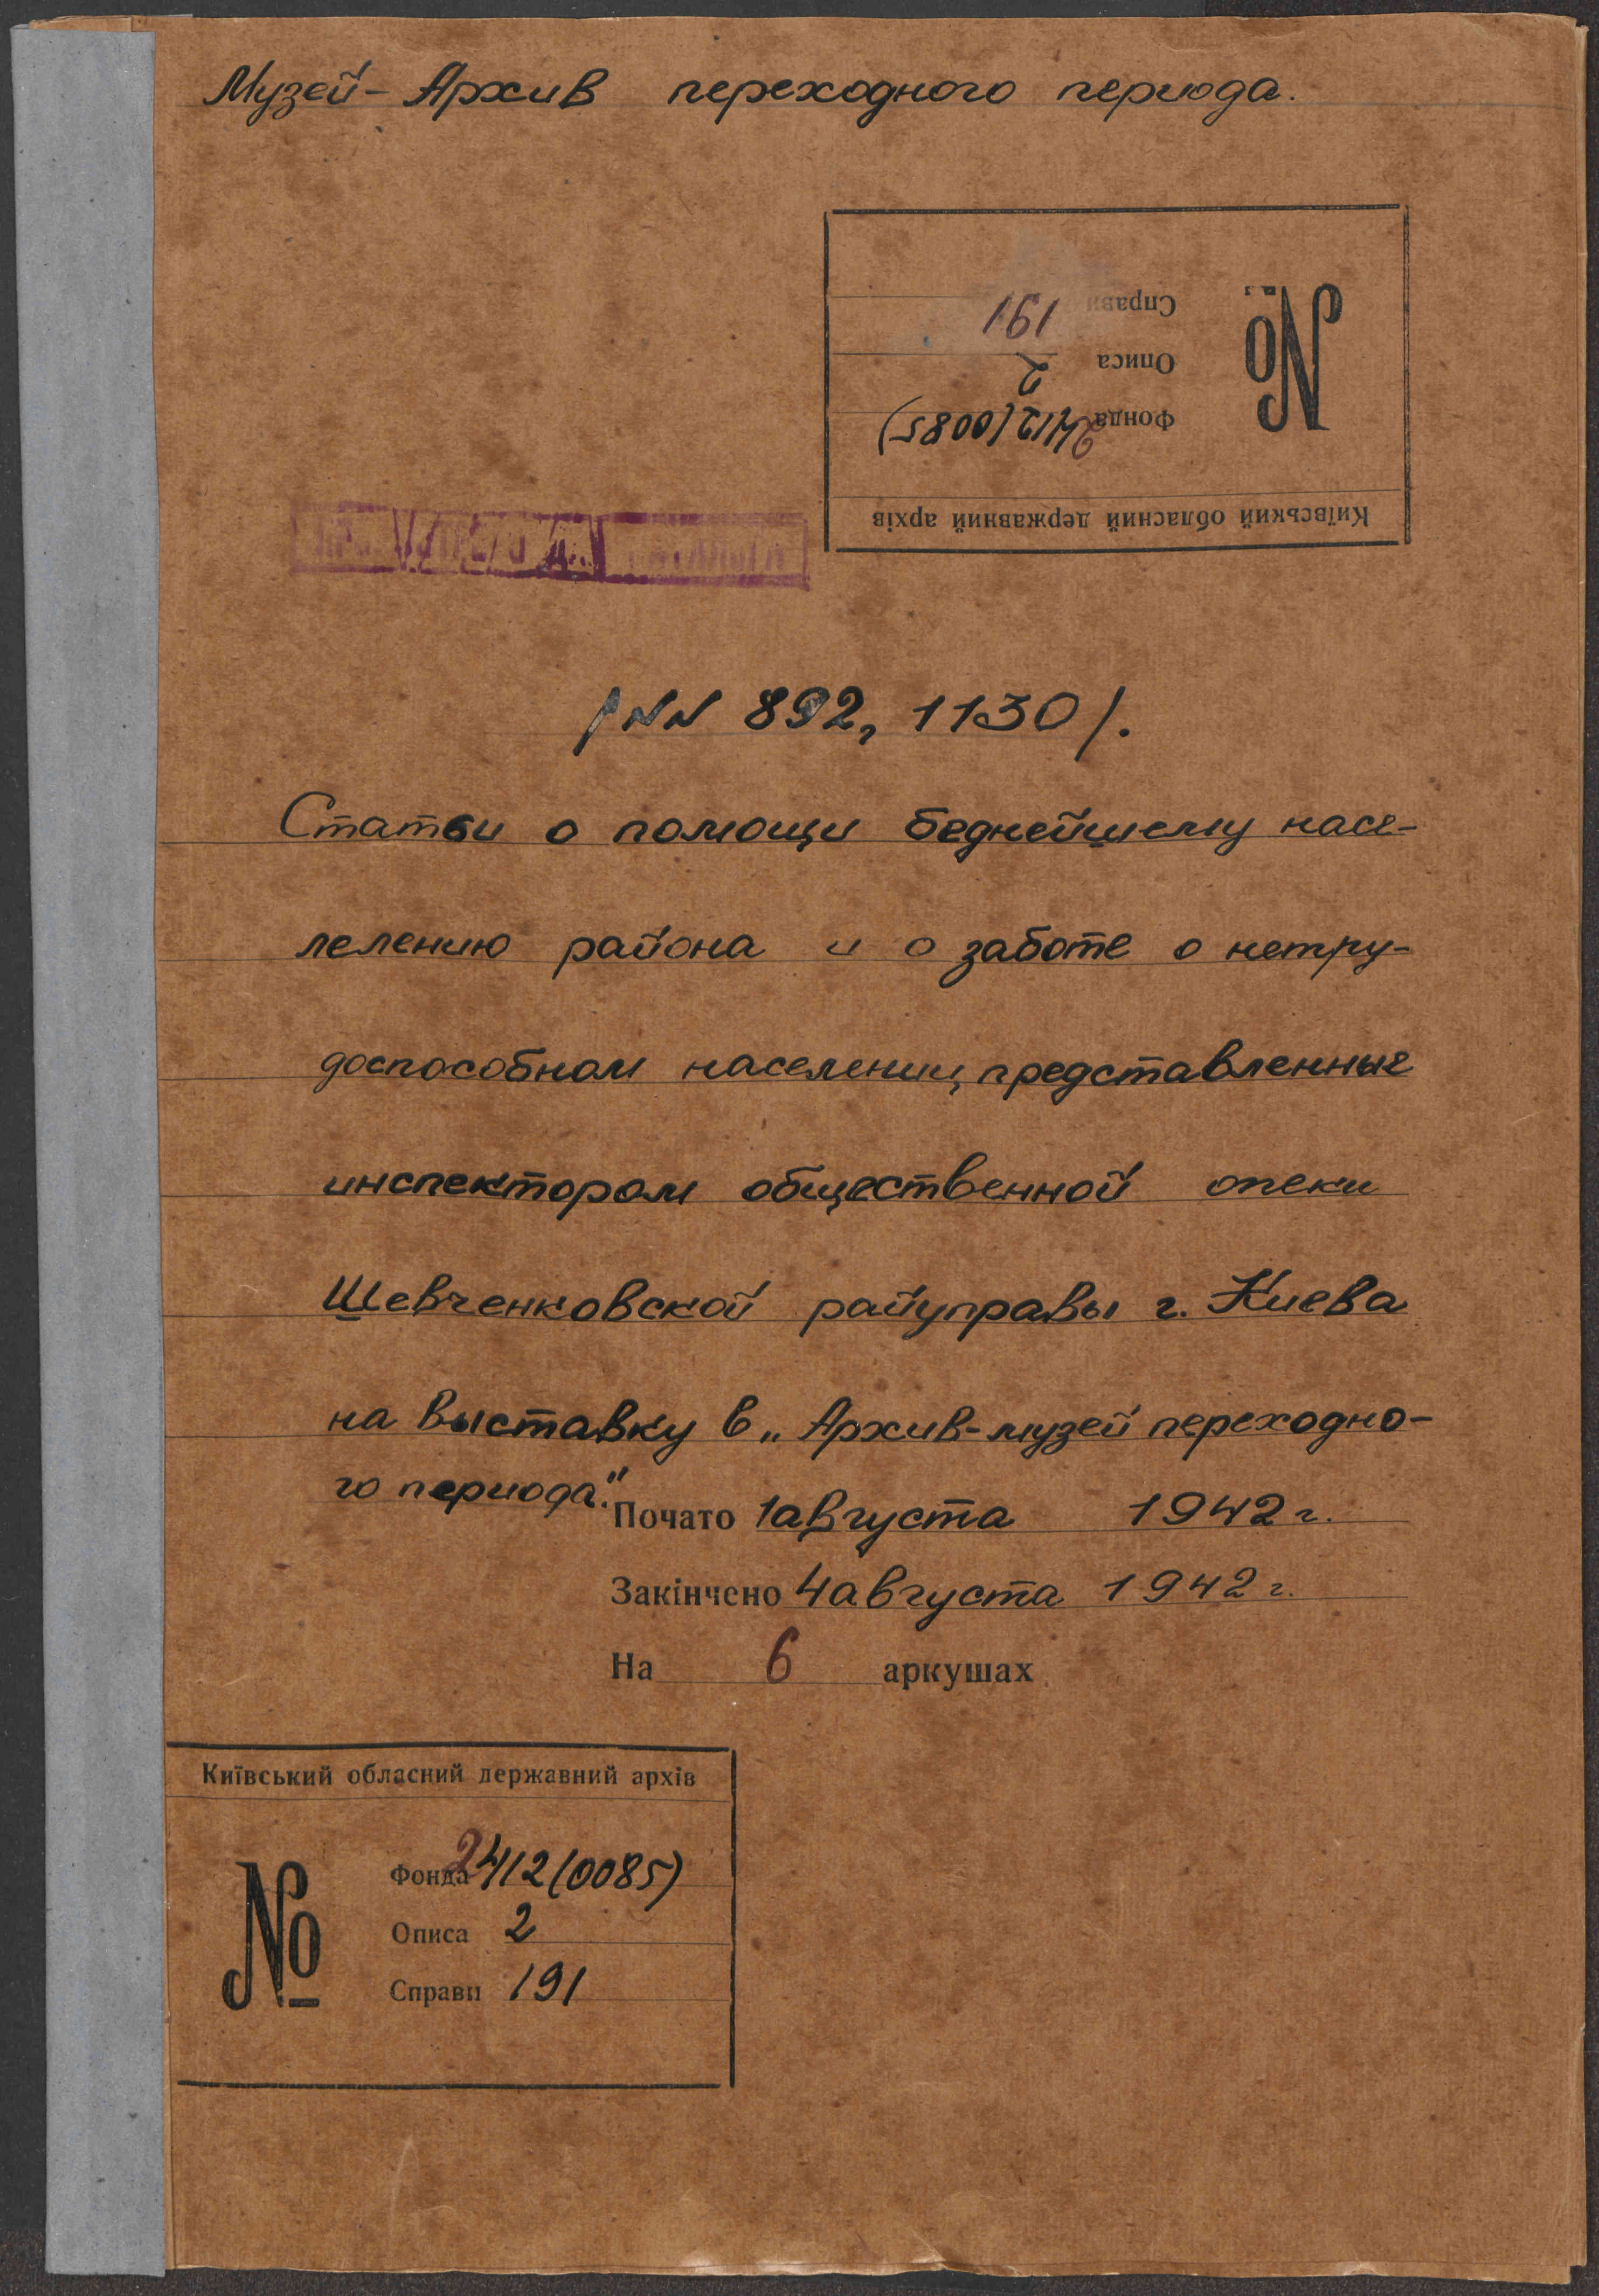 Музей-Архив переходного периода.
Київський обласний державний архів
№
Фонда 2412(0085)
Описа 2
Справи 191
/NN 892, 1130/.
Статьи о помощи беднейшему насе-
лелению района и о заботе о нетру-
доспособном населении, представленные
инспектором общественной опеки
Шевченковской райуправы г. Киева
на выставку в „Архив-музей переходно-
го периода".
Почато 1 августа 1942 г.
Закінчено 4 августа 1942 г.
На 6 аркушах
Київський обласний державний архів
№
Фонда 2412(0085)
Описа 2
Справи 191